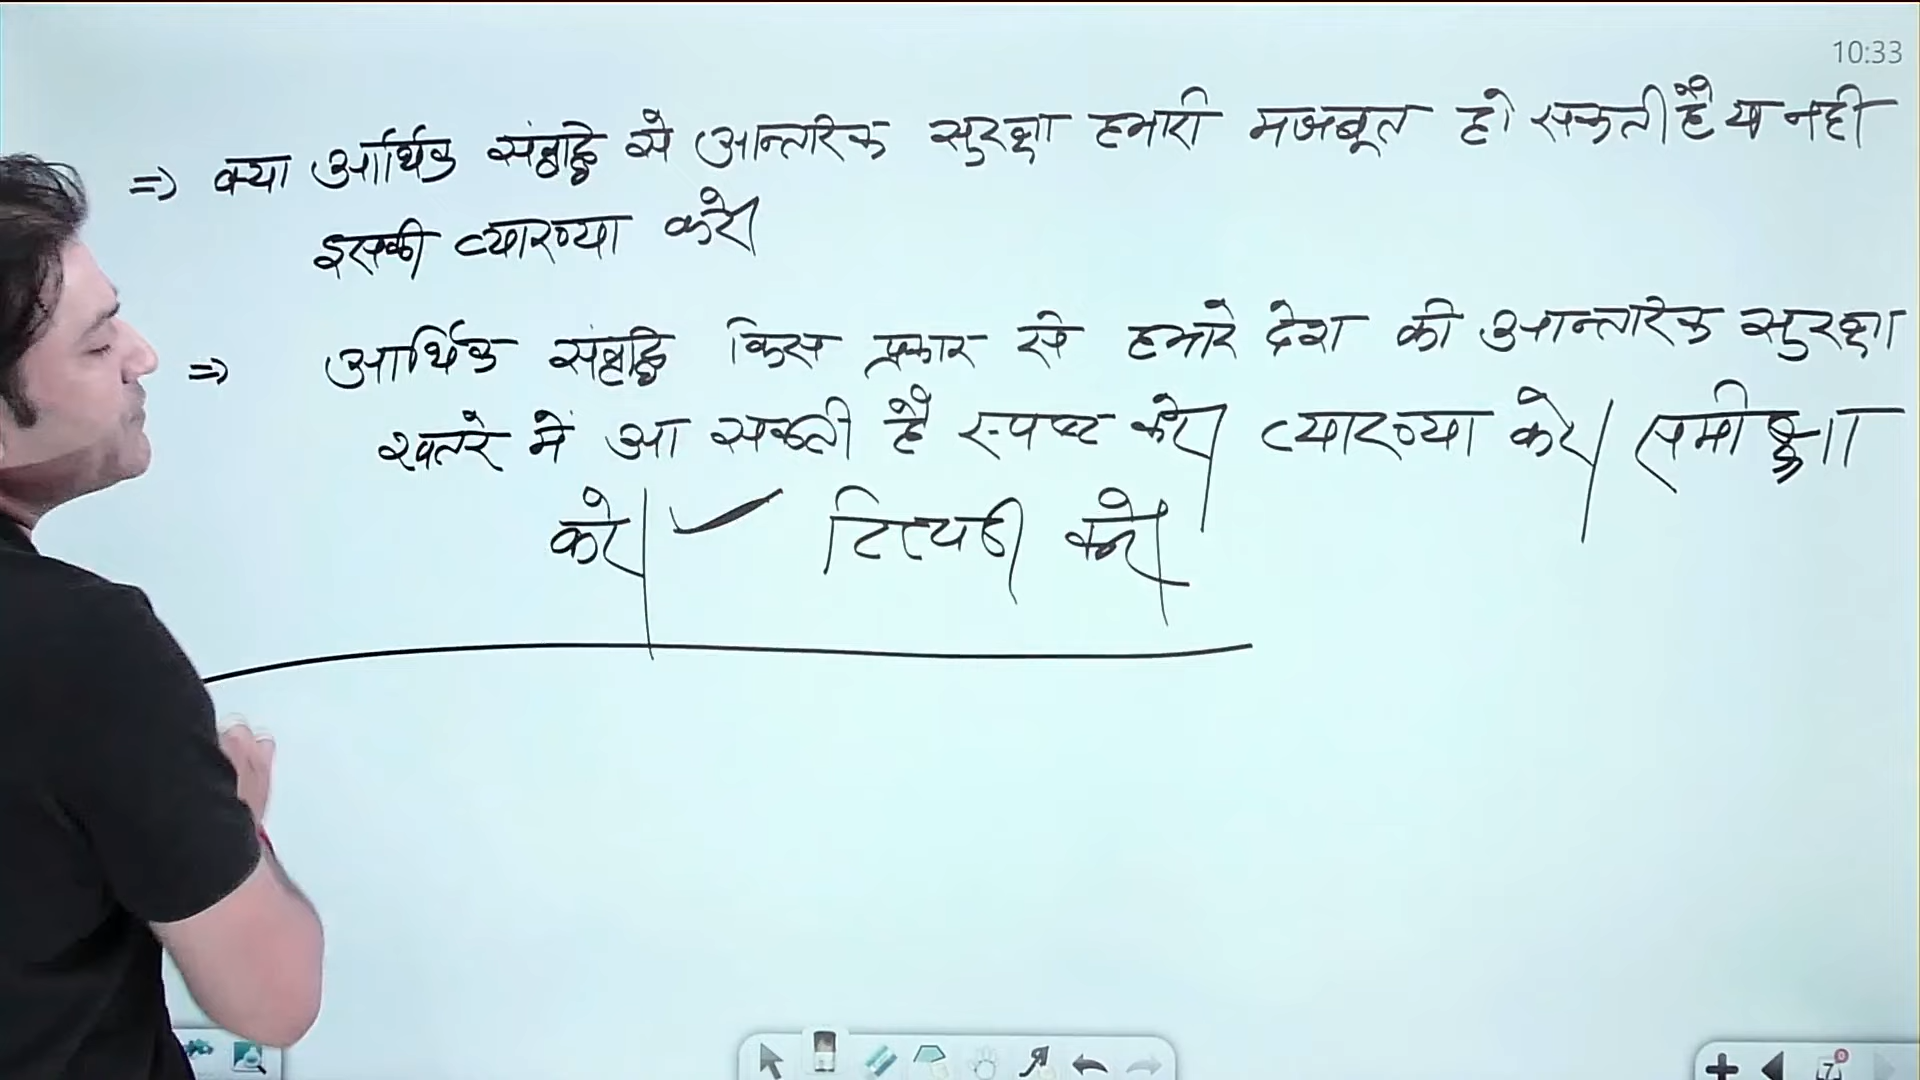 10:33
⇒ क्या आर्थिक संवृद्धि से आन्तरिक सुरक्षा हमारी मजबूत हो सकती है या नही
इसकी व्याख्या करे।
⇒ आर्थिक संवृद्धि किस प्रकार से हमारे देश की आन्तरिक सुरक्षा
खतरे में आ सकती है स्पष्ट करे। व्याख्या करे। समीक्षा
करे। ✓ टिप्पडी करे।